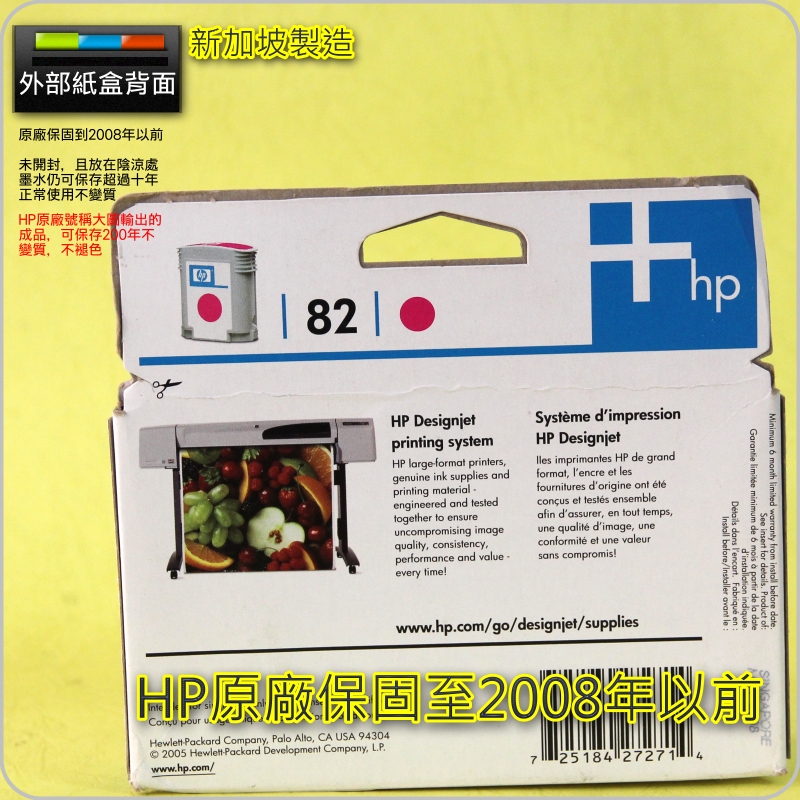 新加坡製造
外部紙盒背面
原廠保固到2008年以前
未開封，且放在陰涼處
墨水仍可保存超過十年
正常使用不變質
HP原廠號稱大圖輸出的
成品，可保存200年不
變質，不褪色
hp
82
hp
HP Designjet
printing system
HP large-format printers,
genuine ink supplies and
printing material -
engineered and tested
together to ensure
uncompromising image
quality, consistency,
performance and value -
every time!
Système d’impression
HP Designjet
lles imprimantes HP de grand
format, l’encre et les
fournitures d’origine ont été
conçus et testés ensemble
afin d’assurer, en tout temps,
une qualité d’image, une
conformité et une valeur
sans compromis!
Minimum 6 month limited warranty from install before date.
See insert for details. Product of:
Garantie limitée minimum de 6 mois à partir de la date
d’installation indiquée.
Détails dans l’encart. Fabriqué en :
Install before/Installer avant le :
SINGAPORE
www.hp.com/go/designjet/supplies
HP原廠保固至2008年以前
Conçu pour
Hewlett-Packard Company, Palo Alto, CA USA 94304
© 2005 Hewlett-Packard Development Company, L.P.
www.hp.com/
7 25184 27271 4